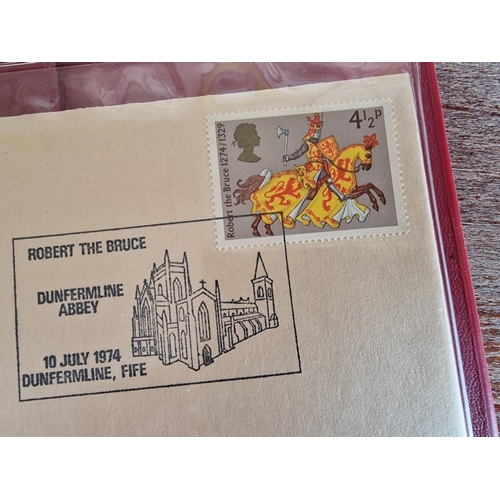 4½P
Robert the Bruce 1274/1329
ROBERT THE BRUCE
DUNFERMLINE
ABBEY
10 JULY 1974
DUNFERMLINE, FIFE